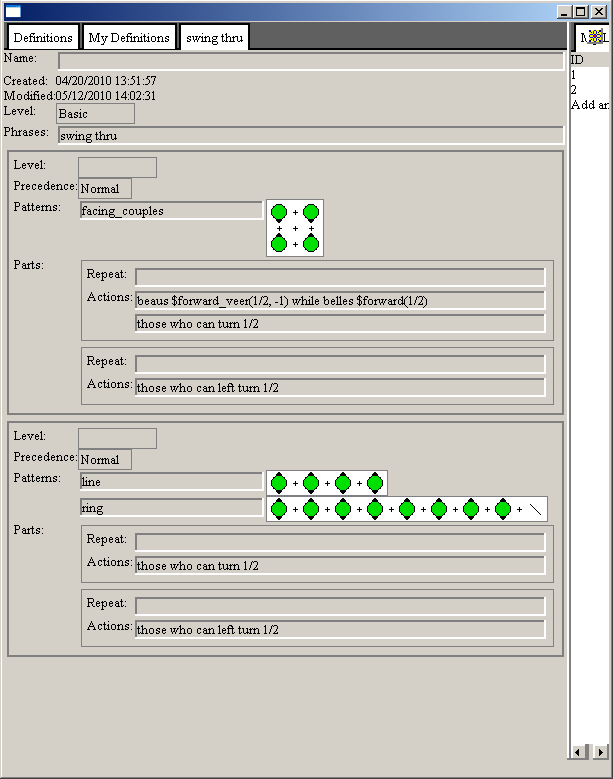 Definitions My Definitions swing thru
Name:
Created: 04/20/2010 13:51:57
Modified:05/12/2010 14:02:31
Level: Basic
Phrases: swing thru
Level:
Precedence: Normal
Patterns: facing_couples
Parts:
Repeat:
Actions: beaus $forward_veer(1/2, -1) while belles $forward(1/2)
those who can turn 1/2
Repeat:
Actions: those who can left turn 1/2
Level:
Precedence: Normal
Patterns: line
ring
Parts:
Repeat:
Actions: those who can turn 1/2
Repeat:
Actions: those who can left turn 1/2
ID
1
2
Add